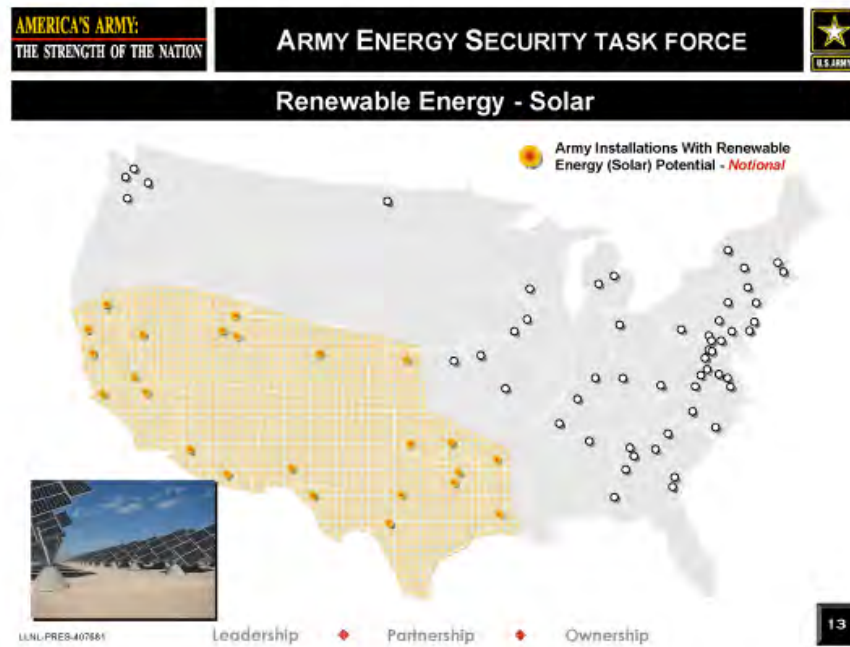 AMERICA'S ARMY:
THE STRENGTH OF THE NATION
ARMY ENERGY SECURITY TASK FORCE
U.S.ARMY
Renewable Energy - Solar
Army Installations With Renewable
Energy (Solar) Potential - Notional
LLNL-PRES-407681
Leadership
Partnership
Ownership
13